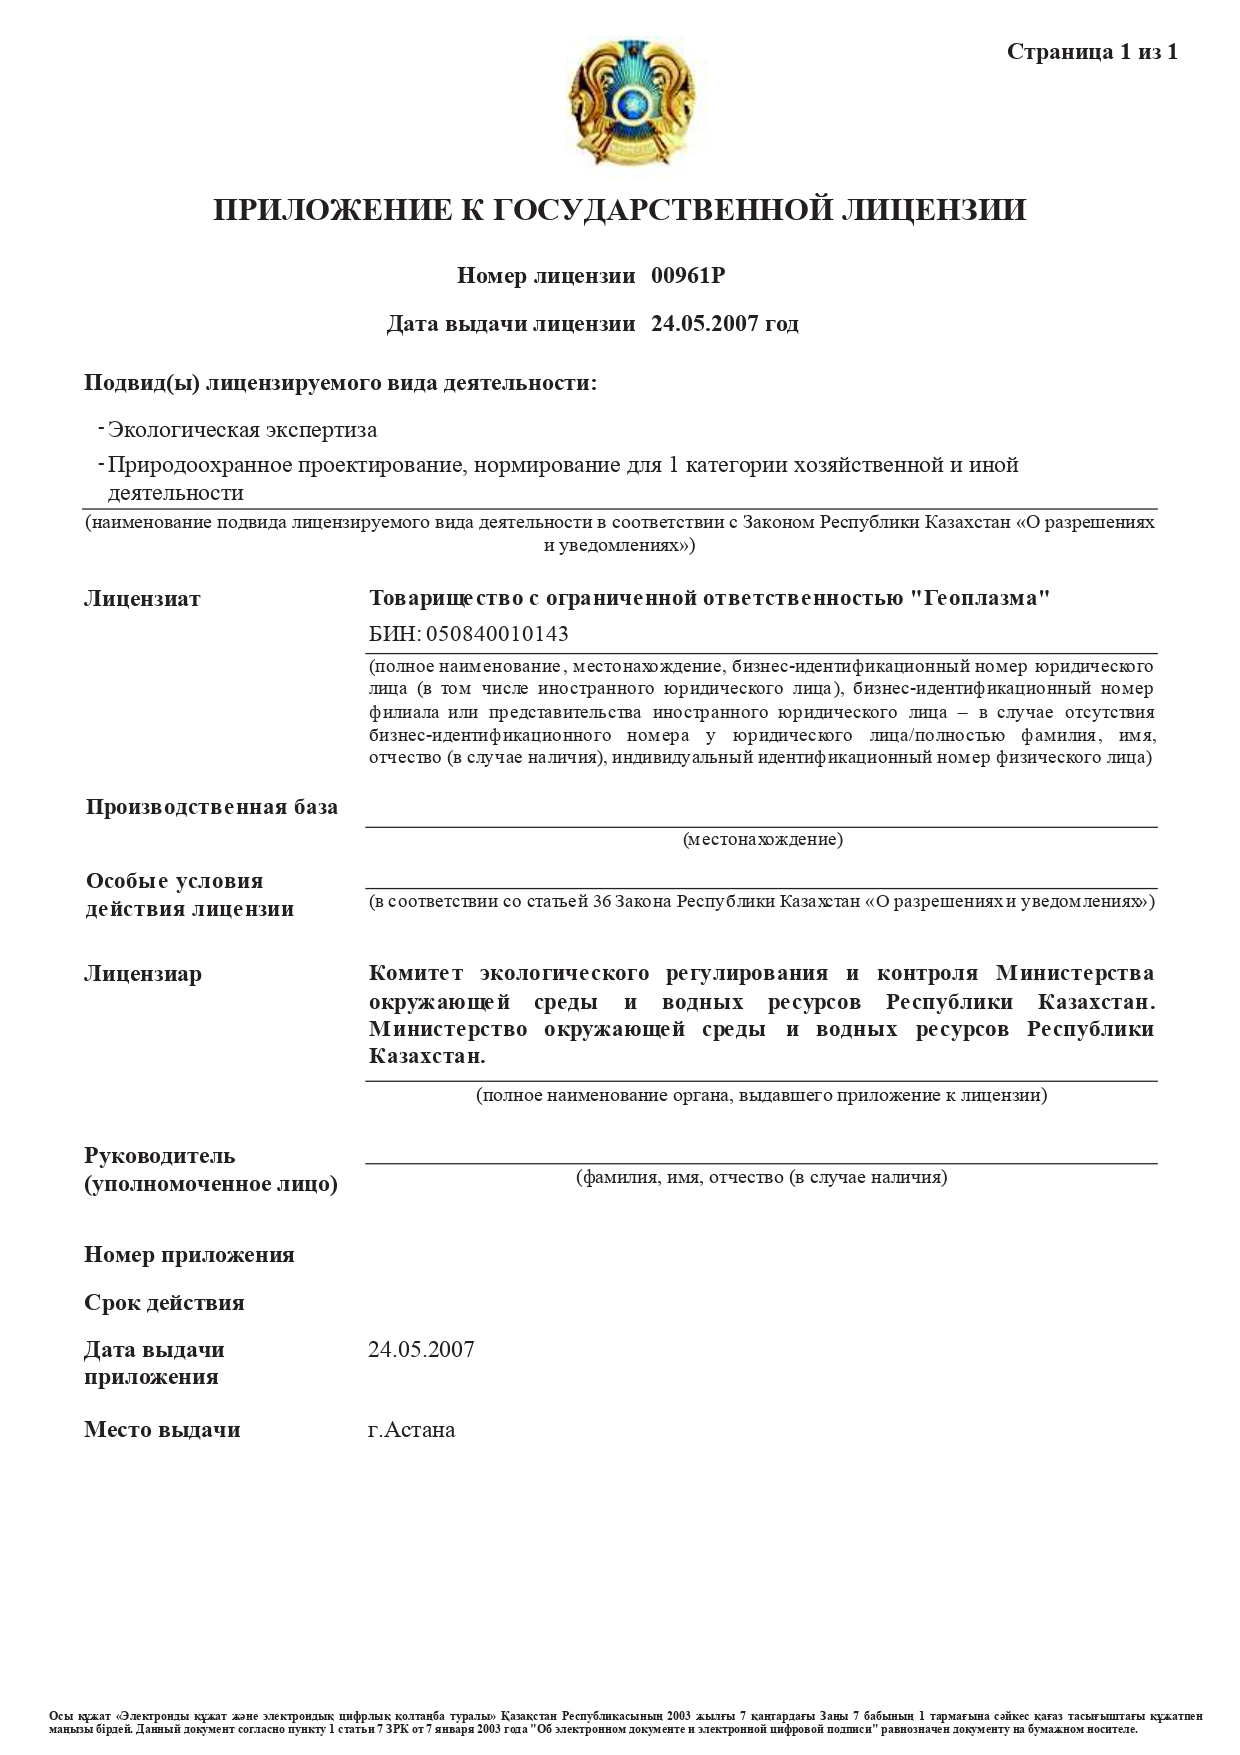 Страница 1 из 1
ПРИЛОЖЕНИЕ К ГОСУДАРСТВЕННОЙ ЛИЦЕНЗИИ
Номер лицензии 00961Р
Дата выдачи лицензии 24.05.2007 год
Подвид(ы) лицензируемого вида деятельности:
- Экологическая экспертиза
- Природоохранное проектирование, нормирование для 1 категории хозяйственной и иной
деятельности
(наименование подвида лицензируемого вида деятельности в соответствии с Законом Республики Казахстан «О разрешениях
и уведомлениях»)
Лицензиат Товарищество с ограниченной ответственностью "Геоплазма"
БИН: 050840010143
(полное наименование, местонахождение, бизнес-идентификационный номер юридического
лица (в том числе иностранного юридического лица), бизнес-идентификационный номер
филиала или представительства иностранного юридического лица – в случае отсутствия
бизнес-идентификационного номера у юридического лица/полностью фамилия, имя,
отчество (в случае наличия), индивидуальный идентификационный номер физического лица)
Производственная база
(местонахождение)
Особые условия
действия лицензии
(в соответствии со статьей 36 Закона Республики Казахстан «О разрешениях и уведомлениях»)
Лицензиар Комитет экологического регулирования и контроля Министерства
окружающей среды и водных ресурсов Республики Казахстан.
Министерство окружающей среды и водных ресурсов Республики
Казахстан.
(полное наименование органа, выдавшего приложение к лицензии)
Руководитель
(уполномоченное лицо)
(фамилия, имя, отчество (в случае наличия)
Номер приложения
Срок действия
Дата выдачи 24.05.2007
приложения
Место выдачи г.Астана
Осы құжат «Электронды құжат және электрондық цифрлық қолтаңба туралы» Қазақстан Республикасының 2003 жылғы 7 қаңтардағы Заңы 7 бабының 1 тармағына сәйкес қағаз тасығыштағы құжатпен
маңызы бірдей. Данный документ согласно пункту 1 статьи 7 ЗРК от 7 января 2003 года "Об электронном документе и электронной цифровой подписи" равнозначен документу на бумажном носителе.